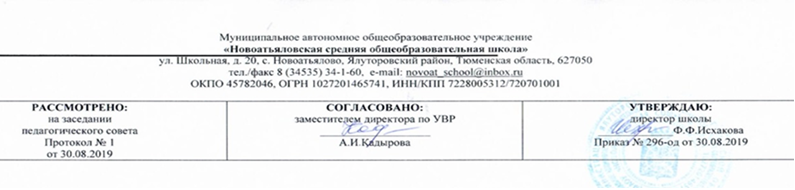 Муниципальное автономное общеобразовательное учреждение
«Новоатьяловская средняя общеобразовательная школа»
ул. Школьная, д. 20, с. Новоатьялово, Ялуторовский район, Тюменская область, 627050
тел./факс 8 (34535) 34-1-60, e-mail: novoat_school@inbox.ru
ОКПО 45782046, ОГРН 1027201465741, ИНН/КПП 7228005312/720701001
РАССМОТРЕНО:
на заседании
педагогического совета
Протокол № 1
от 30.08.2019
СОГЛАСОВАНО:
заместителем директора по УВР
А.И.Кадырова
УТВЕРЖДАЮ:
директор школы
Ф.Ф.Исхакова
Приказ № 296-од от 30.08.2019